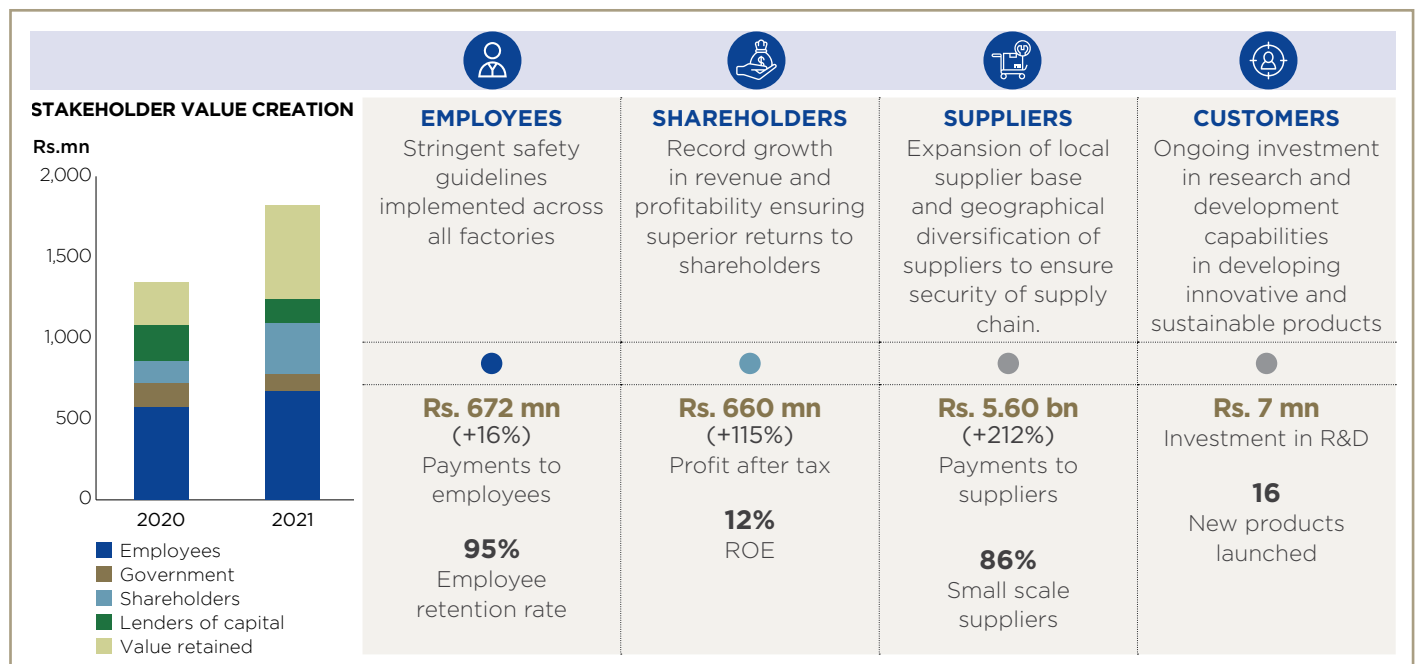 STAKEHOLDER VALUE CREATION
Rs.mn
2,000
1,500
1,000
500
0
2020
2021
Employees
Government
Shareholders
Lenders of capital
Value retained
EMPLOYEES
Stringent safety
guidelines
implemented across
all factories
Rs. 672 mn
(+16%)
Payments to
employees
95%
Employee
retention rate
SHAREHOLDERS
Record growth
in revenue and
profitability ensuring
superior returns to
shareholders
Rs. 660 mn
(+115%)
Profit after tax
12%
ROE
SUPPLIERS
Expansion of local
supplier base
and geographical
diversification of
suppliers to ensure
security of supply
chain.
Rs. 5.60 bn
(+212%)
Payments to
suppliers
86%
Small scale
suppliers
CUSTOMERS
Ongoing investment
in research and
development
capabilities
in developing
innovative and
sustainable products
Rs. 7 mn
Investment in R&D
16
New products
launched